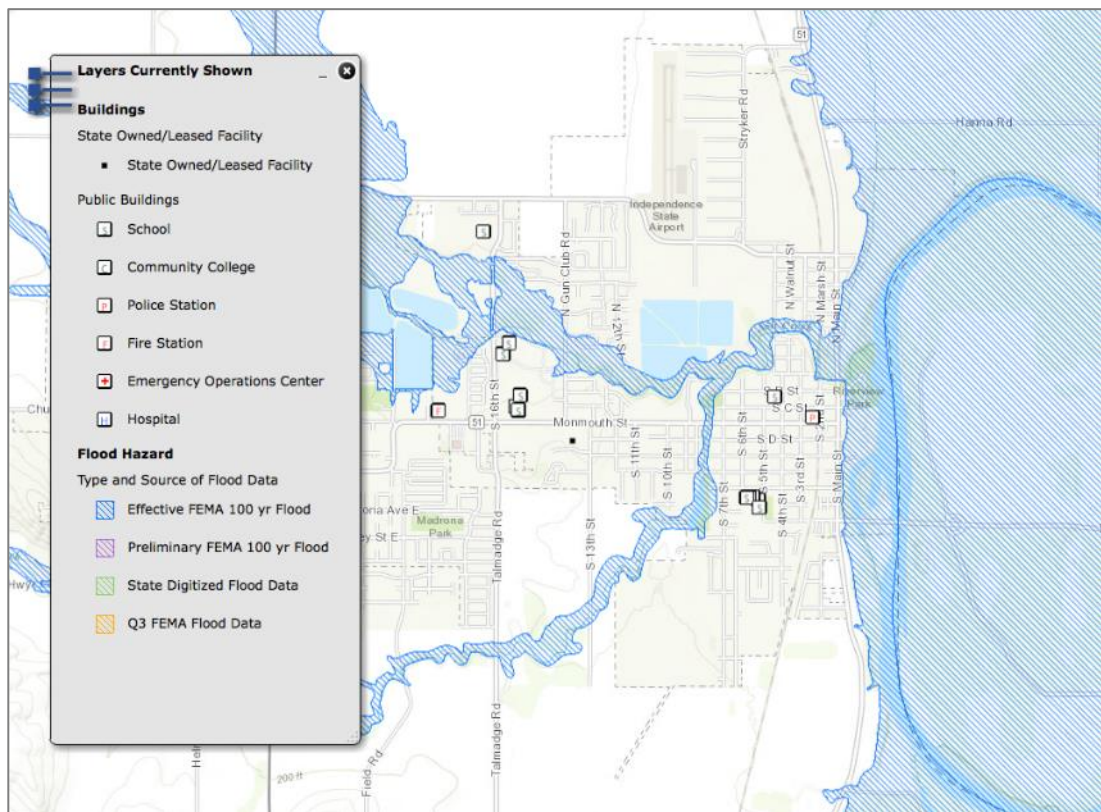 Layers Currently Shown
Buildings
State Owned/Leased Facility
State Owned/Leased Facility
Public Buildings
S School
C Community College
P Police Station
F Fire Station
Emergency Operations Center
H Hospital
Flood Hazard
Type and Source of Flood Data
Effective FEMA 100 yr Flood
Preliminary FEMA 100 yr Flood
State Digitized Flood Data
Q3 FEMA Flood Data
51
Stryker Rd
Hanna Rd
Independence
State
Airport
S
N Gun Club Rd
N 12th St
N Walnut St
N Marsh St
N Main St
S
S
S
S
F
S 16th St
51
Monmouth St
Riverview
Park
S
S C St
P
S D St
S 2
St
S 11th St
S 10th St
S 6th St
S 5th St
S 3rd St
S Main St
S 7th St
S 4th St
S
S
Madrona
Park
S 13th St
Talmadge Rd
Talmadge Rd
Field Rd
200 ft